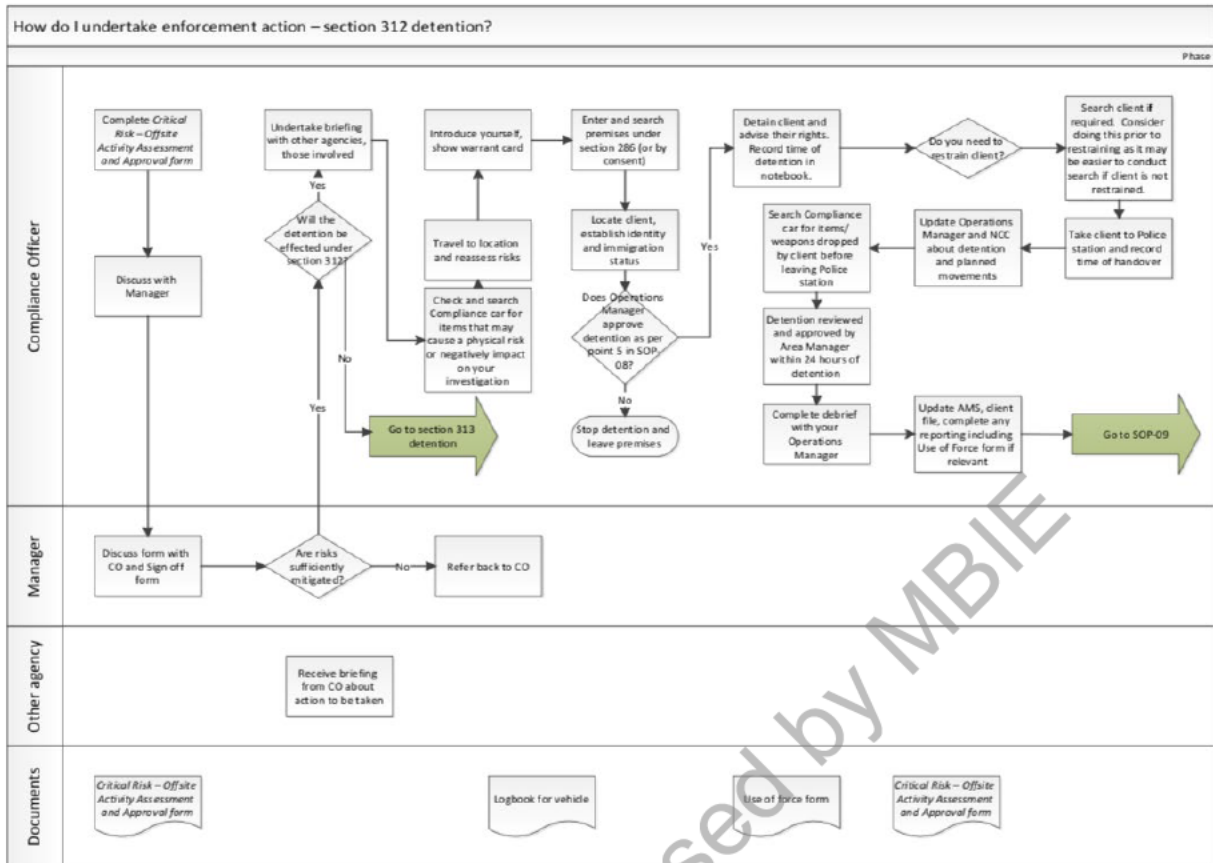 How do I undertake enforcement action – section 312 detention?
Phase
Compliance Officer
Complete Critical
Risk – Offsite
Activity Assessment
and Approval form
Discuss with
Manager
Undertake briefing
with other agencies,
those involved
Yes
Will the
detention be
effected under
section 312?
No
Yes
Go to section 313
detention
Introduce yourself,
show warrant card
Travel to location
and reassess risks
Check and search
Compliance car for
items that may
cause a physical risk
or negatively impact
on your
investigation
Enter and search
premises under
section 286 (or by
consent)
Locate client,
establish identity
and immigration
status
Does Operations
Manager
approve
detention as per
point 5 in SOP-
08?
Yes
No
Stop detention and
leave premises
Detain client and
advise their rights.
Record time of
detention in
notebook.
Do you need to
restrain client?
Search client if
required. Consider
doing this prior to
restraining as it may
be easier to conduct
search if client is not
restrained.
Take client to Police
station and record
time of handover
Update Operations
Manager and NCC
about detention
and planned
movements
Search Compliance
car for items/
weapons dropped
by client before
leaving Police
station
Detention reviewed
and approved by
Area Manager
within 24 hours of
detention
Complete debrief
with your
Operations
Manager
Update AMS, client
file, complete any
reporting including
Use of Force form if
relevant
Go to SOP-09
Manager
Discuss form with
CO and Sign off
form
Are risks
sufficiently
mitigated?
No
Refer back to CO
Other agency
Receive briefing
from CO about
action to be taken
Documents
Critical Risk – Offsite
Activity Assessment
and Approval form
Logbook for vehicle
Use of force form
Critical Risk – Offsite
Activity Assessment
and Approval form
sed by MBIE